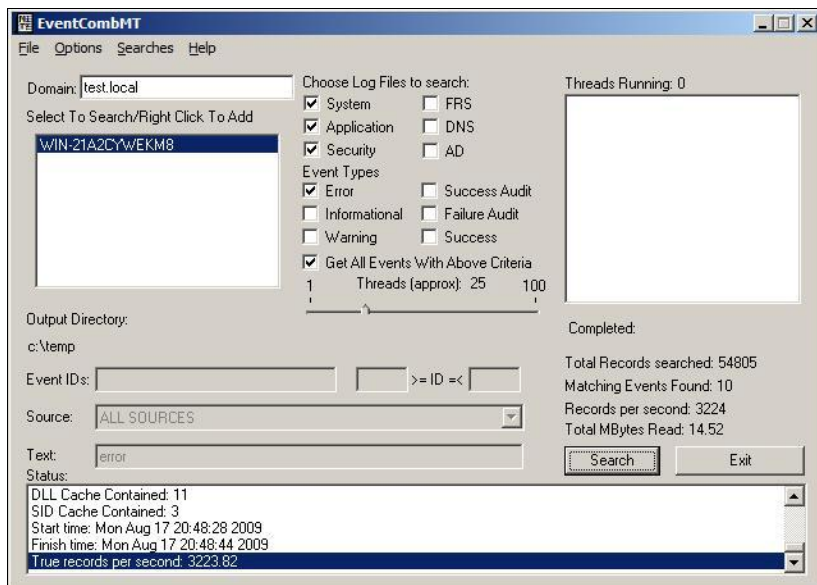 EventCombMT
File Options Searches Help
Domain: test.local
Select To Search/Right Click To Add
WIN-21A2CYWEKM8
Choose Log Files to search:
System FRS
Application DNS
Security AD
Event Types
Error Success Audit
Informational Failure Audit
Warning Success
Get All Events With Above Criteria
1 Threads (approx): 25 100
Threads Running: 0
Output Directory:
c:\temp
Event IDs: >= ID =<
Source: ALL SOURCES
Text: error
Completed:
Total Records searched: 54805
Matching Events Found: 10
Records per second: 3224
Total MBytes Read: 14.52
Search Exit
Status:
DLL Cache Contained: 11
SID Cache Contained: 3
Start time: Mon Aug 17 20:48:28 2009
Finish time: Mon Aug 17 20:48:44 2009
True records per second: 3223.82